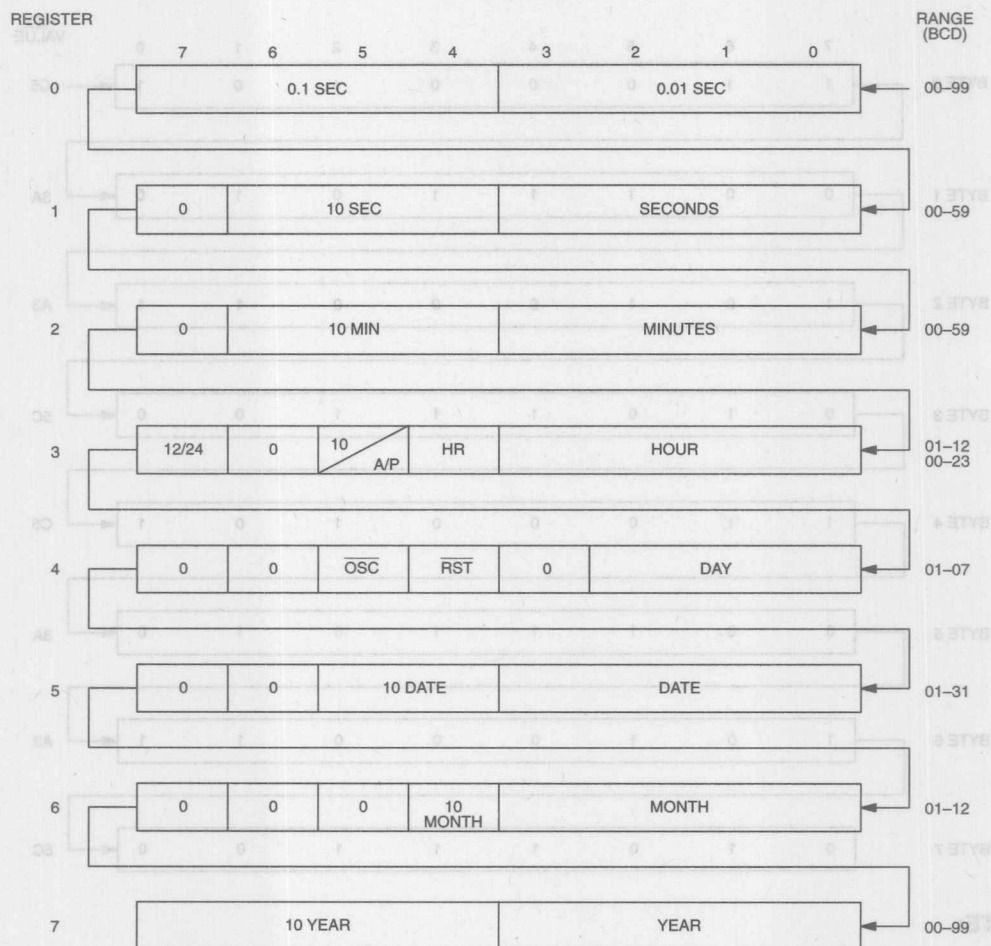 REGISTER
RANGE
(BCD)
7 6 5 4 3 2 1 0
0 0.1 SEC 0.01 SEC 00–99
1 0 10 SEC SECONDS 00–59
2 0 10 MIN MINUTES 00–59
3 12/24 0 10 A/P HR HOUR 01–12
00–23
4 0 0 OSC RST 0 DAY 01–07
5 0 0 10 DATE DATE 01–31
6 0 0 0 10 MONTH MONTH 01–12
7 10 YEAR YEAR 00–99